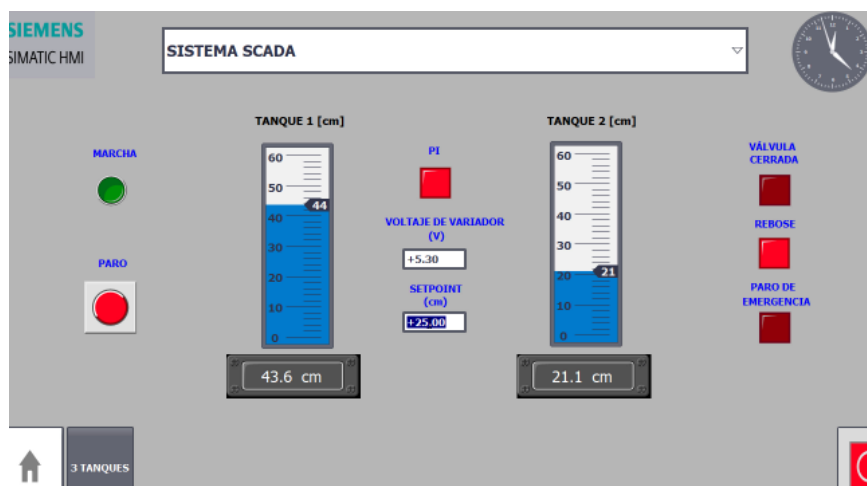 SIEMENS
SIMATIC HMI
SISTEMA SCADA
TANQUE 1 [cm]
TANQUE 2 [cm]
MARCHA
PARO
60
50
44
40
30
20
10
0
43.6 cm
PI
VOLTAJE DE VARIADOR
(V)
+5.30
SETPOINT
(cm)
+25.00
60
50
40
30
21
20
10
0
21.1 cm
VÁLVULA
CERRADA
REBOSE
PARO DE
EMERGENCIA
3 TANQUES